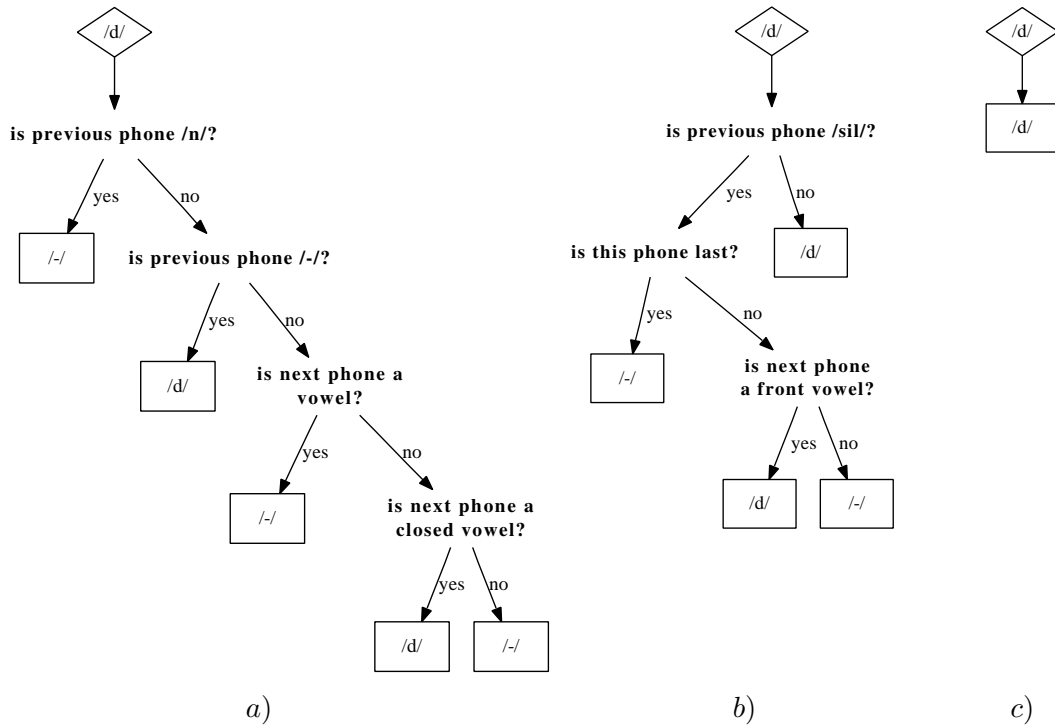 /d/
is previous phone /n/?
yes
no
/-/
is previous phone /-/?
yes
no
/d/
is next phone a
vowel?
yes
no
/-/
is next phone a
closed vowel?
yes
no
/d/
/-/
a)
/d/
is previous phone /sil/?
yes
no
is this phone last?
/d/
yes
no
/-/
is next phone
a front vowel?
yes
no
/d/
/-/
b)
/d/
/d/
c)